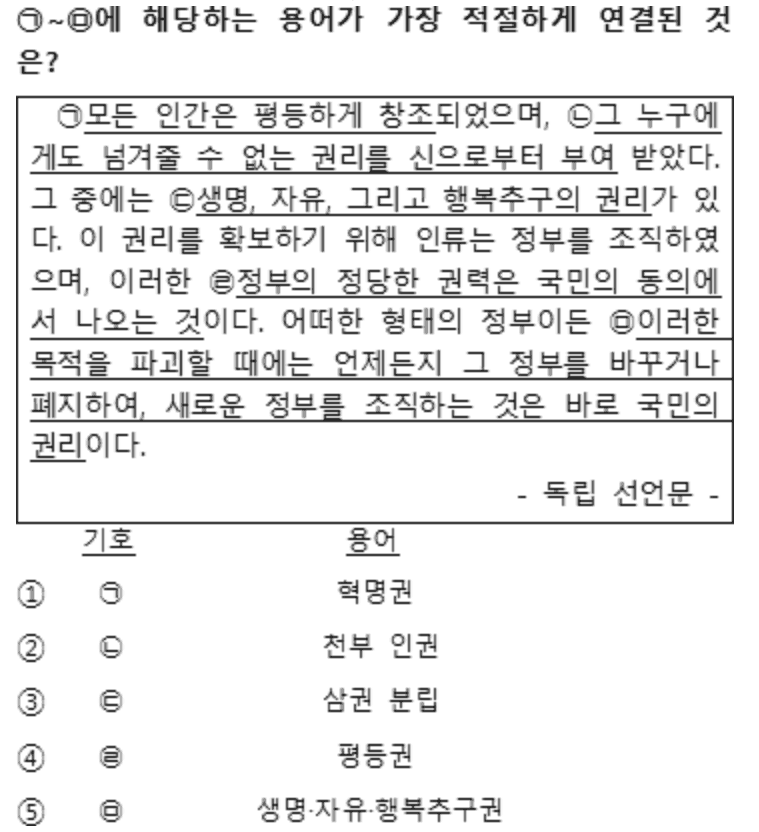 ㉠~㉤에 해당하는 용어가 가장 적절하게 연결된 것
은?
㉠모든 인간은 평등하게 창조되었으며, ㉡그 누구에
게도 넘겨줄 수 없는 권리를 신으로부터 부여 받았다.
그 중에는 ㉢생명, 자유, 그리고 행복추구의 권리가 있
다. 이 권리를 확보하기 위해 인류는 정부를 조직하였
으며, 이러한 ㉣정부의 정당한 권력은 국민의 동의에
서 나오는 것이다. 어떠한 형태의 정부이든 ㉤이러한
목적을 파괴할 때에는 언제든지 그 정부를 바꾸거나
폐지하여, 새로운 정부를 조직하는 것은 바로 국민의
권리이다.
- 독립 선언문 -
기호 용어
① ㉠ 혁명권
② ㉡ 천부 인권
③ ㉢ 삼권 분립
④ ㉣ 평등권
⑤ ㉤ 생명·자유·행복추구권